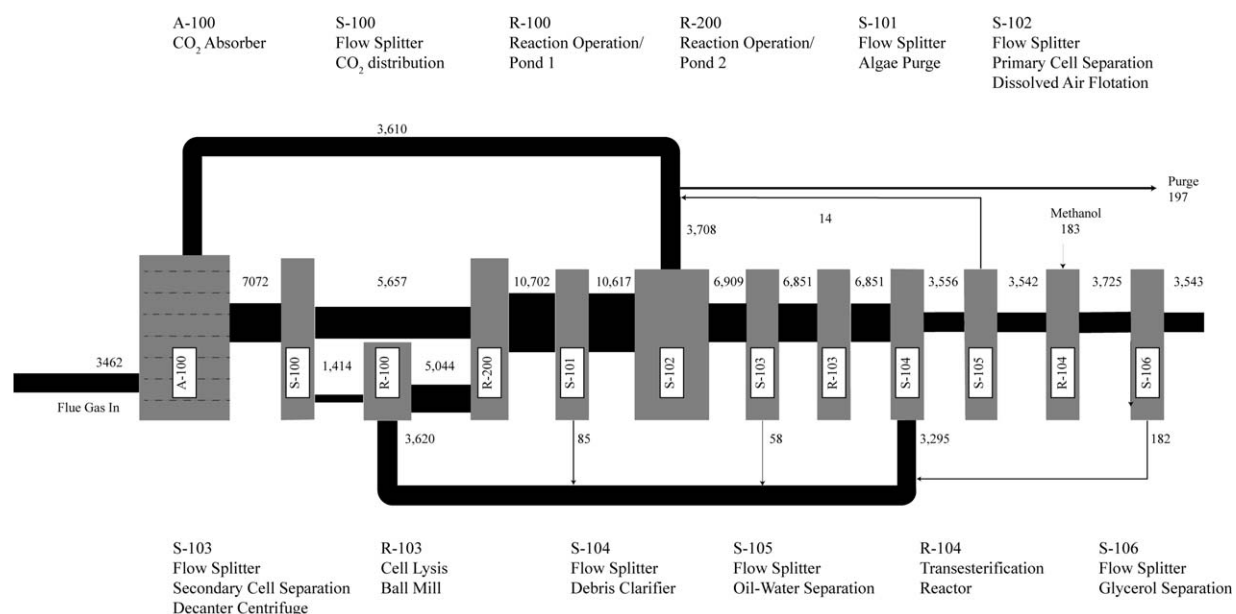 A-100
CO₂ Absorber
S-100
Flow Splitter
CO₂ distribution
R-100
Reaction Operation/
Pond 1
R-200
Reaction Operation/
Pond 2
S-101
Flow Splitter
Algae Purge
S-102
Flow Splitter
Primary Cell Separation
Dissolved Air Flotation
3,610
Purge
197
14
Methanol
183
3,708
7072
5,657
10,702
10,617
6,909
6,851
6,851
3,556
3,542
3,725
3,543
3462
Flue Gas In
A-100
S-100
1,414
R-100
5,044
R-200
S-101
S-102
S-103
R-103
S-104
S-105
R-104
S-106
3,620
85
58
3,295
182
S-103
Flow Splitter
Secondary Cell Separation
Decanter Centrifuge
R-103
Cell Lysis
Ball Mill
S-104
Flow Splitter
Debris Clarifier
S-105
Flow Splitter
Oil-Water Separation
R-104
Transesterification
Reactor
S-106
Flow Splitter
Glycerol Separation